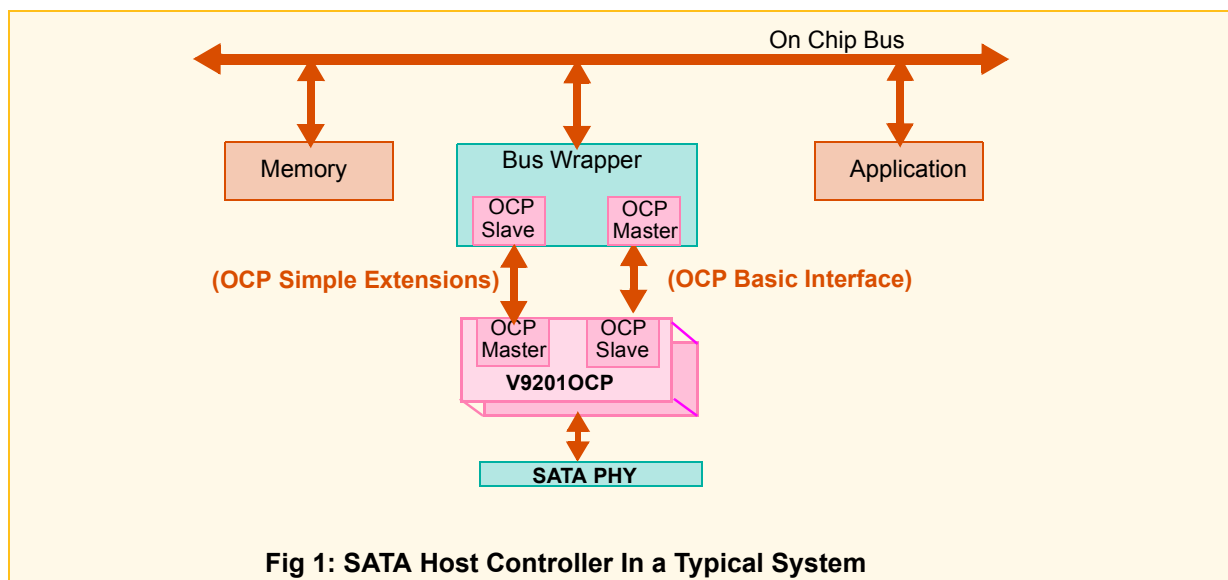 On Chip Bus
Memory
Bus Wrapper
Application
OCP
Slave
OCP
Master
(OCP Simple Extensions)
(OCP Basic Interface)
OCP
Master
OCP
Slave
V9201OCP
SATA PHY
Fig 1: SATA Host Controller In a Typical System